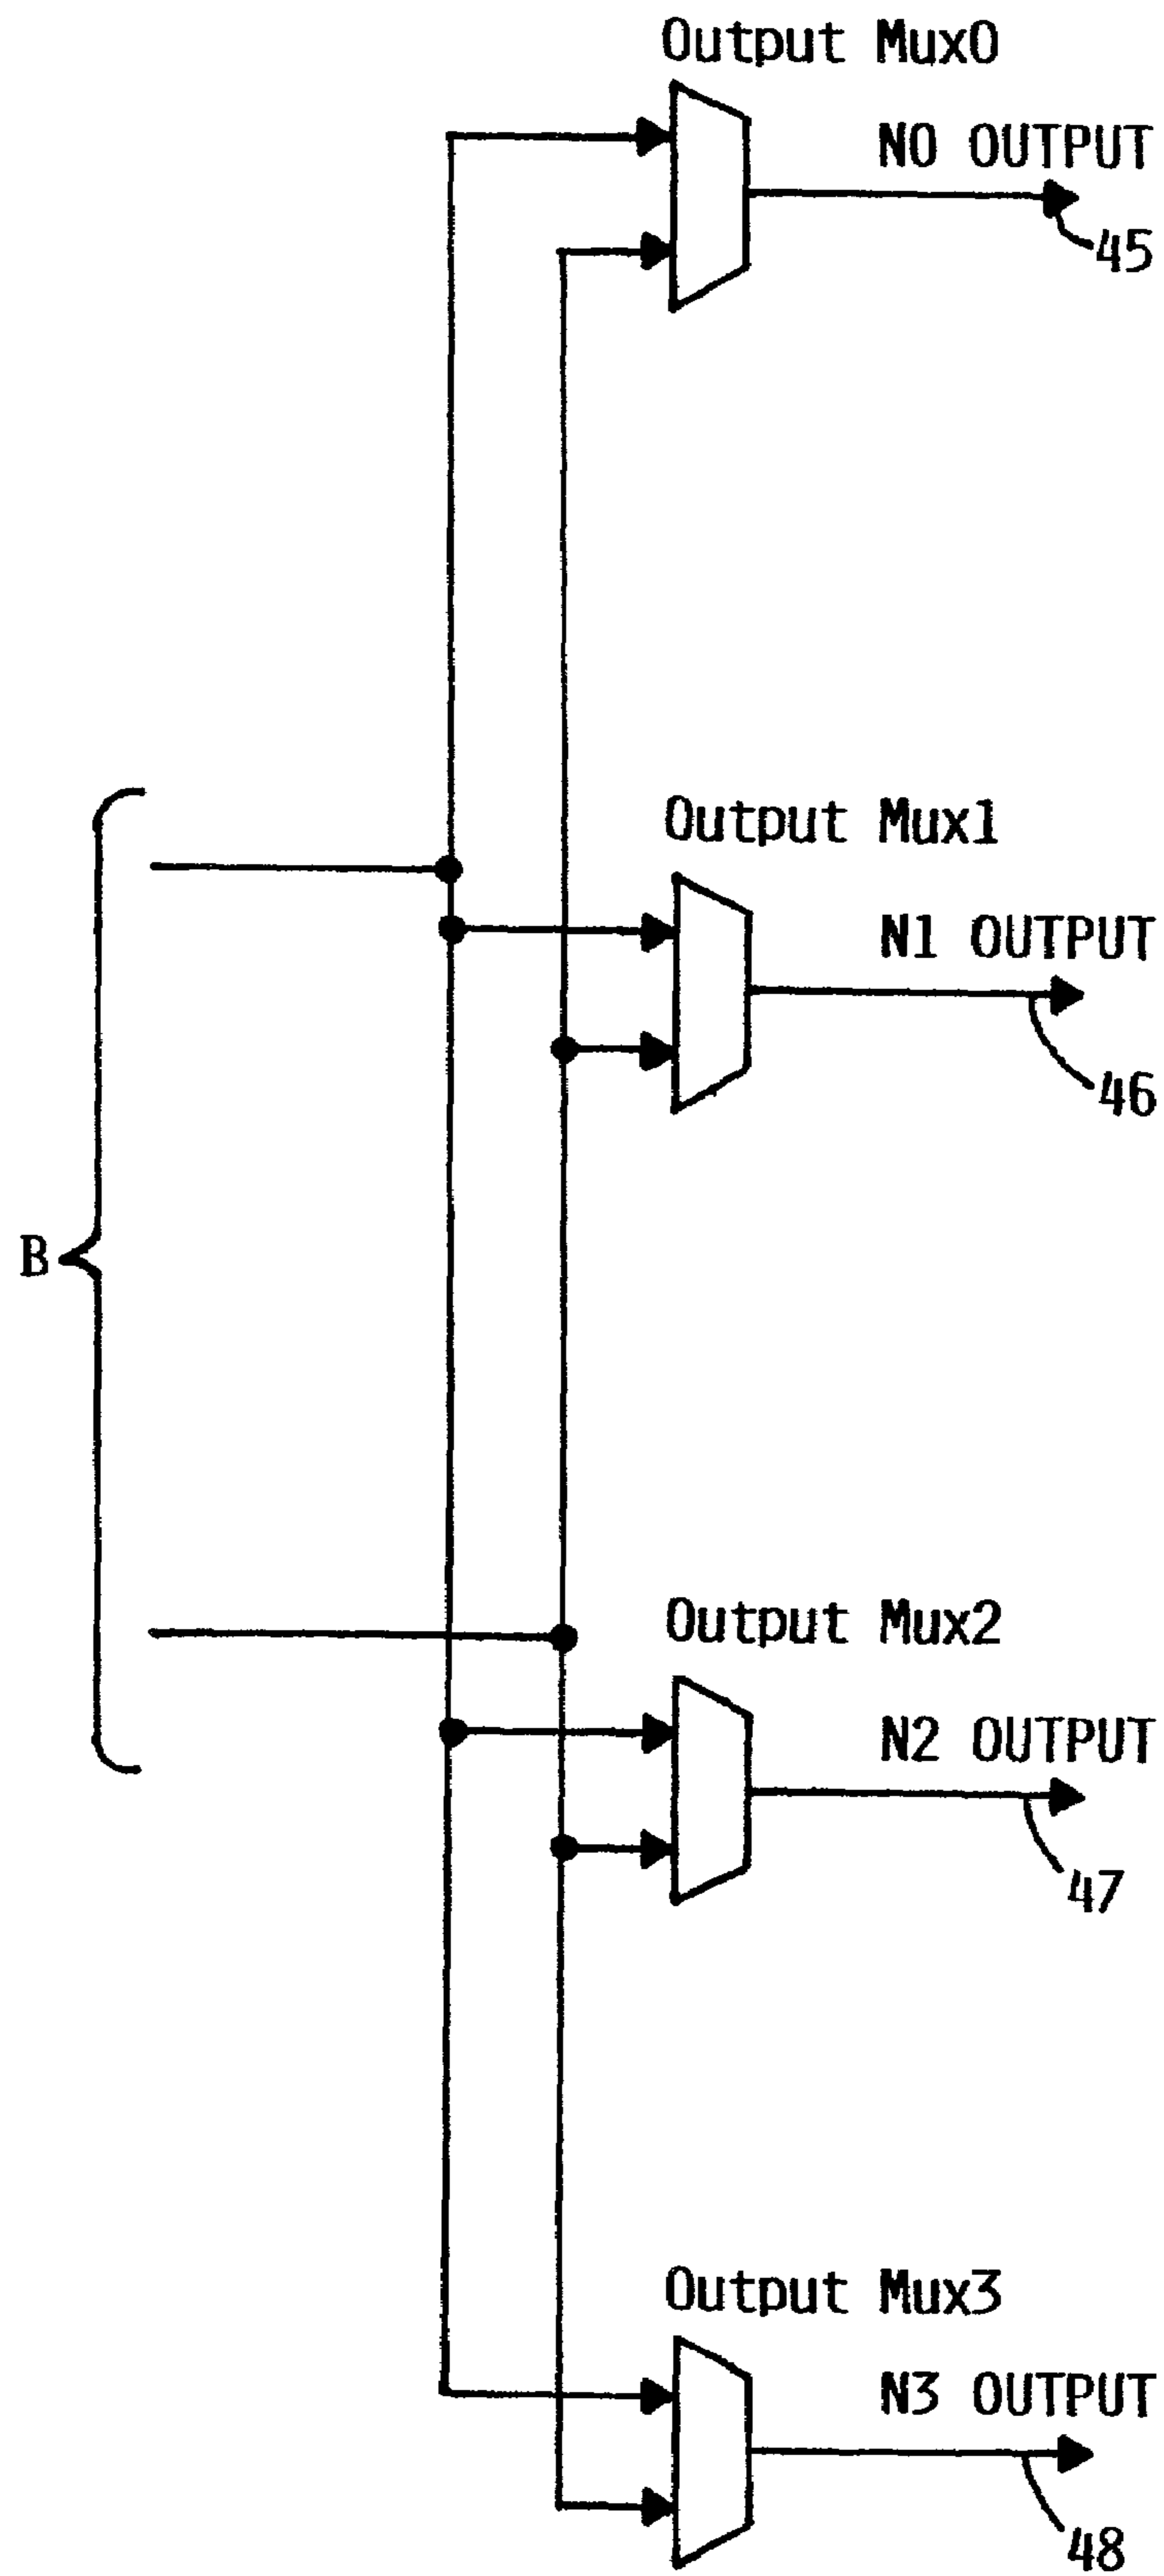 Output Mux0
N0 OUTPUT
45
Output Mux1
N1 OUTPUT
46
B
Output Mux2
N2 OUTPUT
47
Output Mux3
N3 OUTPUT
48